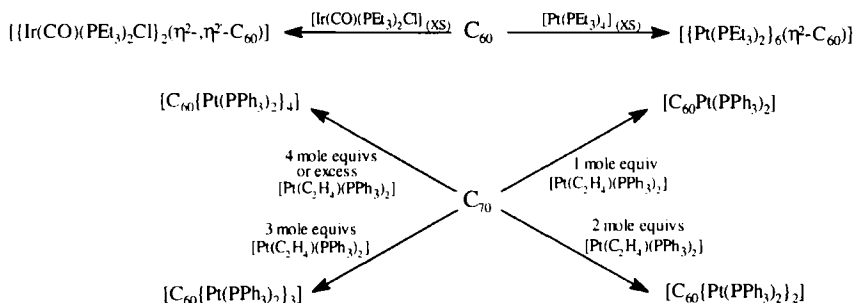 [Ir(CO)(PEt₃)₂Cl](XS) [Pt(PEt₃)₄](XS)
[{Ir(CO)(PEt₃)₂Cl}₂(η²-,η²'-C₆₀)] C₆₀ [{Pt(PEt₃)₂}₆(η²-C₆₀)]
[C₆₀{Pt(PPh₃)₂}₄] [C₆₀Pt(PPh₃)₂]
4 mole equivs
or excess
[Pt(C₂H₄)(PPh₃)₂]
1 mole equiv
[Pt(C₂H₄)(PPh₃)₂]
C₇₀
3 mole equivs
[Pt(C₂H₄)(PPh₃)₂]
2 mole equivs
[Pt(C₂H₄)(PPh₃)₂]
[C₆₀{Pt(PPh₃)₂}₃] [C₆₀{Pt(PPh₃)₂}₂]